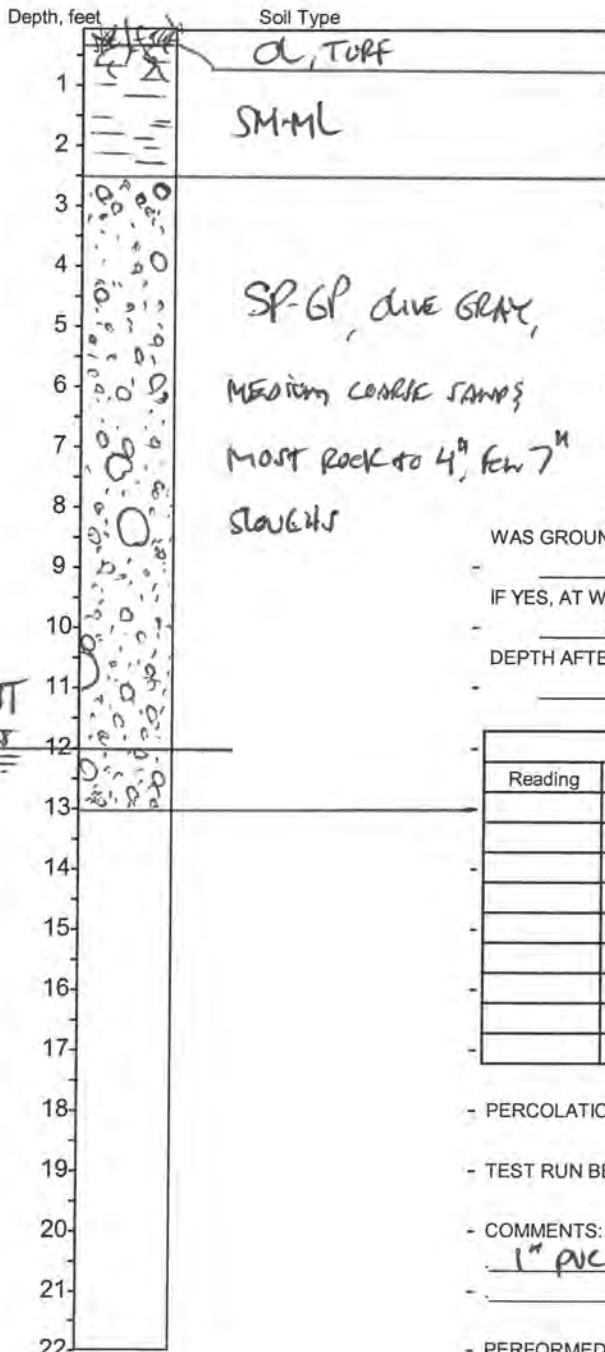 Depth, feet Soil Type
OL, TURF
1
SM-ML
2
3
4
SP-GP, OLIVE GRAY,
5
6
MEDIUM COARSE SANDS
7
MOST ROCK TO 4", FEW 7"
8
SLOUGHS
WAS GROUN
9
IF YES, AT W
10
DEPTH AFTE
11
12
Reading
13
14
15
16
17
18
PERCOLATIO
19
TEST RUN BE
20
COMMENTS:
1" PVC
21
22
PERFORMED